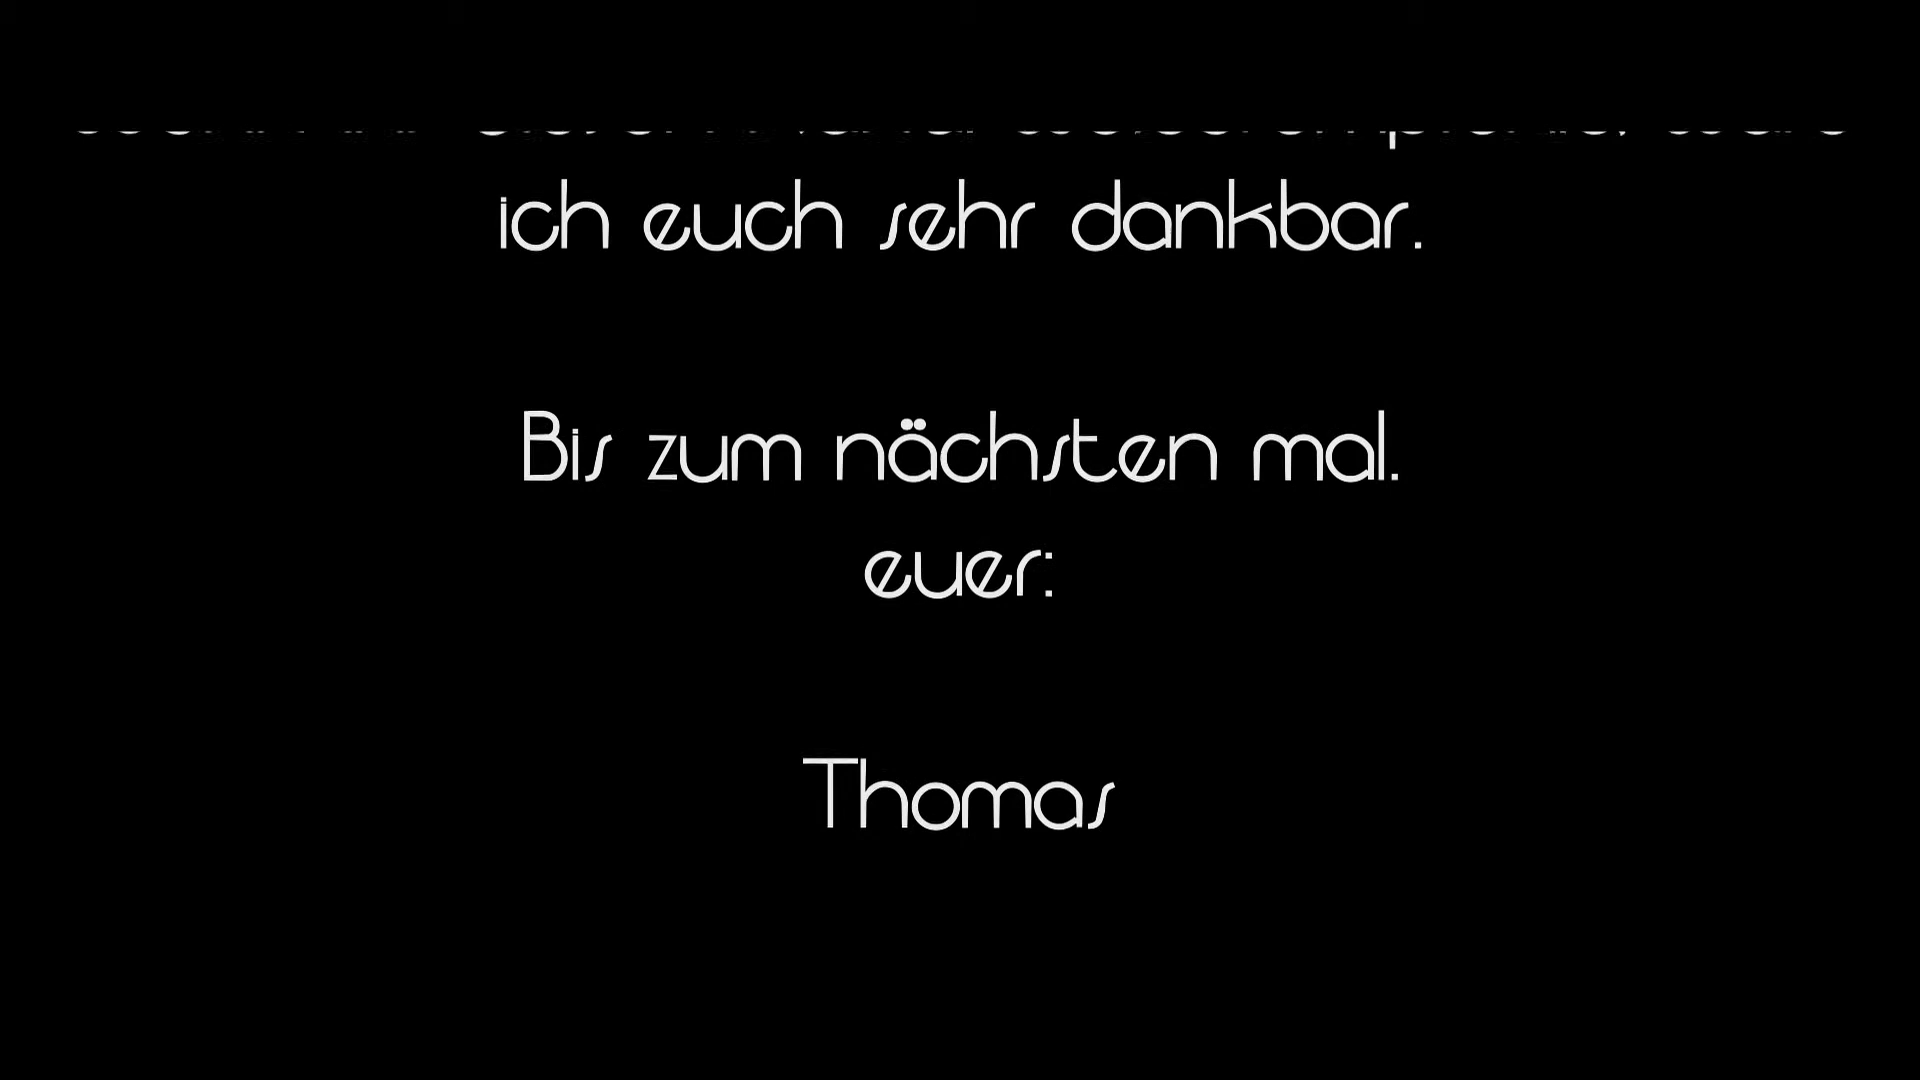 ich euch sehr dankbar.
Bis zum nächsten mal.
euer:
Thomas